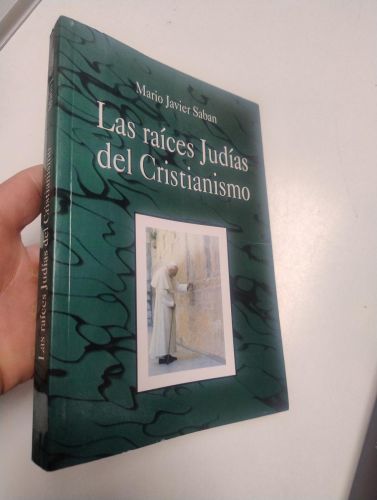 Mario Javier Saban
Las raíces Judías
del Cristianismo
Las raíces Judías del Cristianismo